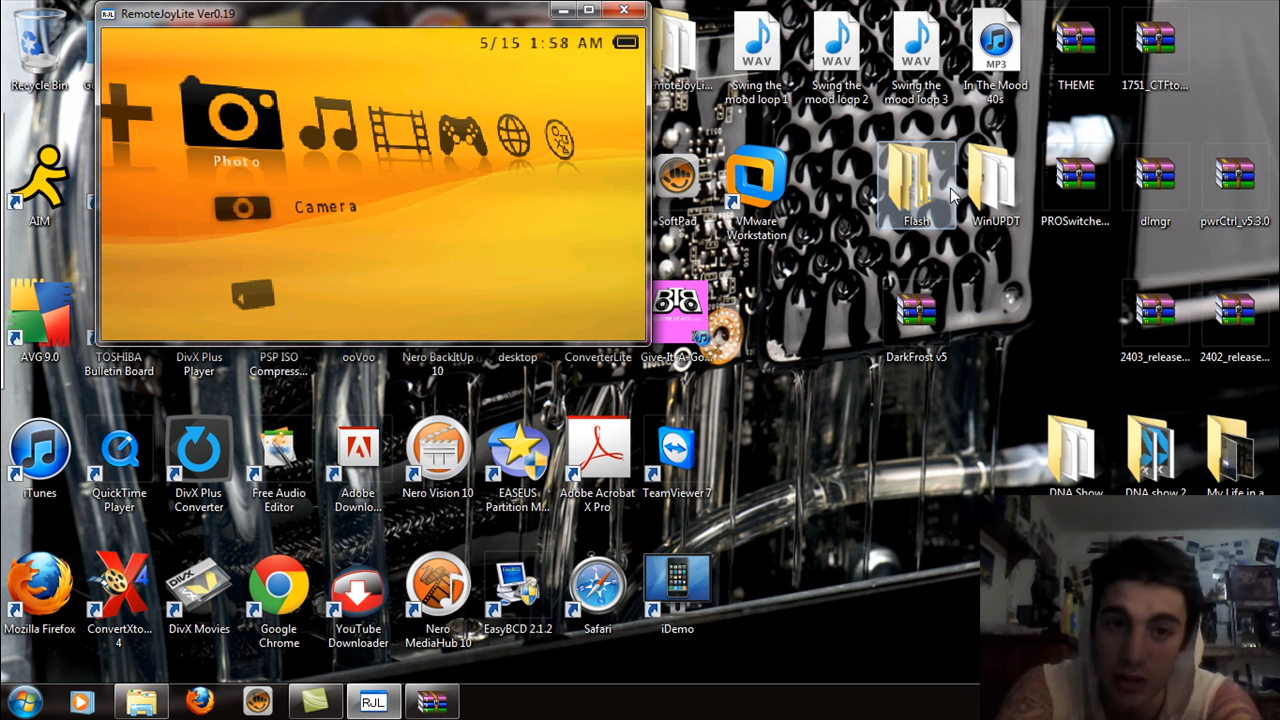 RJL RemoteJoyLite Ver0.19
5/15 1:58 AM
Photo
Camera
Recycle Bin
moteJoyLi...
WAV
Swing the
mood loop 1
WAV
Swing the
mood loop 2
WAV
Swing the
mood loop 3
MP3
In The Mood
40s
THEME
1751_CTFto...
AIM
SoftPad
VMware
Workstation
Flash
WinUPDT
PROSwitche...
dlmgr
pwrCtrl_v5.3.0
AVG 9.0
TOSHIBA
Bulletin Board
DivX Plus
Player
PSP ISO
Compress...
ooVoo
Nero BackItUp
10
desktop
ConverterLite
BTB
Give-It-A-Go...
DarkFrost v5
2403_release...
2402_release...
iTunes
QuickTime
Player
DivX Plus
Converter
Free Audio
Editor
Adobe
Downlo...
Nero Vision 10
EASEUS
Partition M...
Adobe Acrobat
X Pro
TeamViewer 7
DNA Show
DNA show 2
My Life in a
Mozilla Firefox
ConvertXto...
4
DivX Movies
Google
Chrome
YouTube
Downloader
Nero
MediaHub 10
EasyBCD 2.1.2
Safari
iDemo
RJL